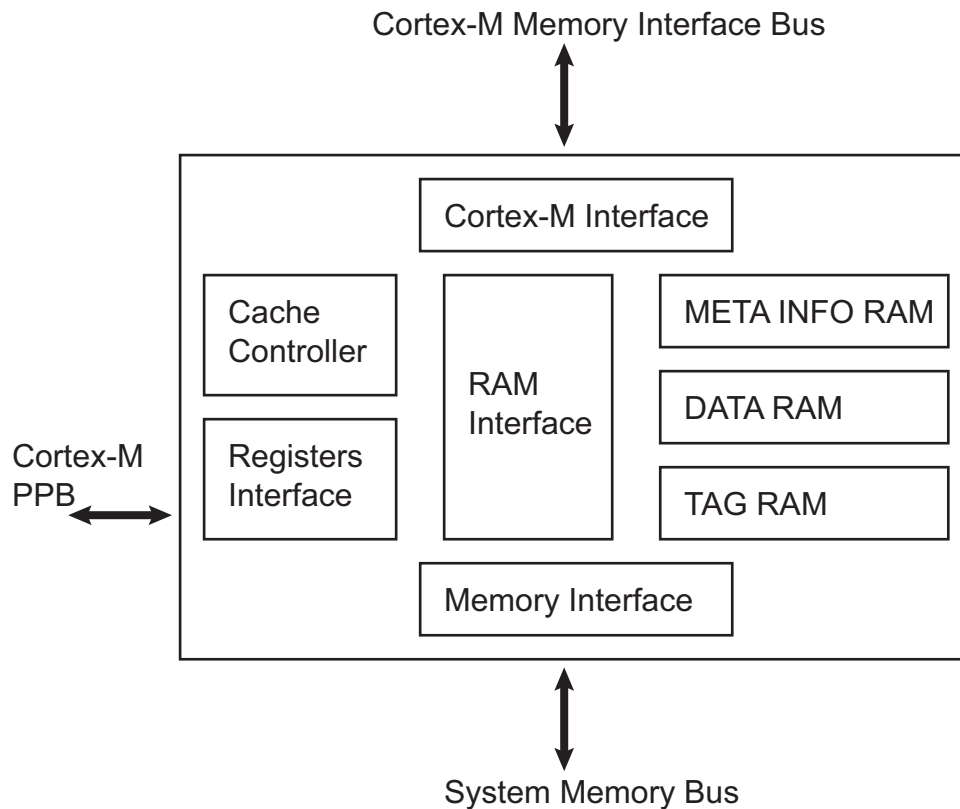 Cortex-M Memory Interface Bus
Cortex-M Interface
Cache
Controller
RAM
Interface
META INFO RAM
DATA RAM
TAG RAM
Registers
Interface
Cortex-M
PPB
Memory Interface
System Memory Bus